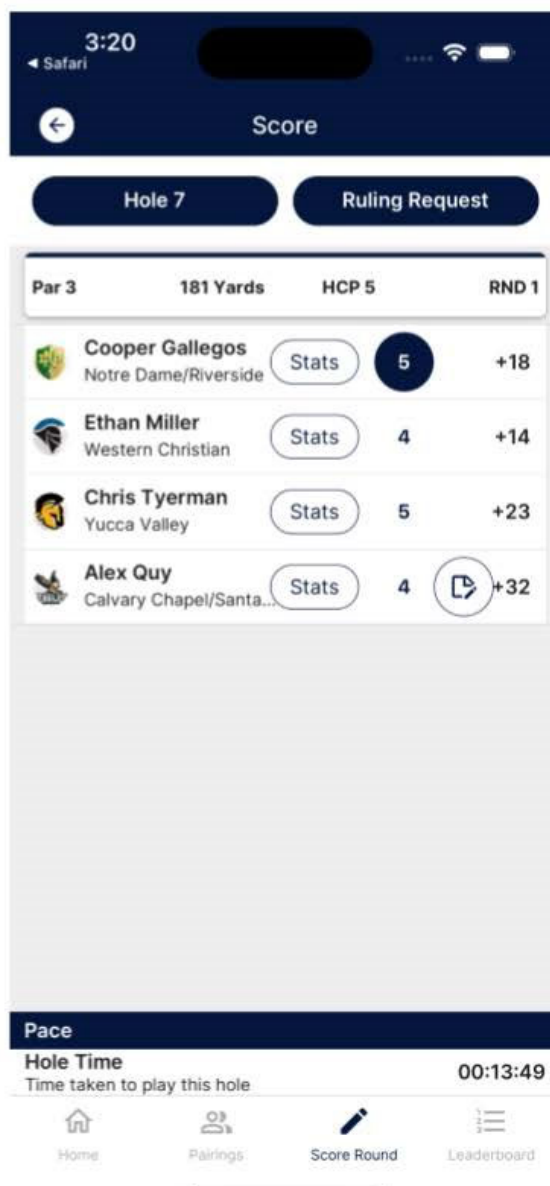 3:20
◀ Safari
Score
Hole 7
Ruling Request
Par 3 181 Yards HCP 5 RND 1
Cooper Gallegos
Notre Dame/Riverside
Stats 5 +18
Ethan Miller
Western Christian
Stats 4 +14
Chris Tyerman
Yucca Valley
Stats 5 +23
Alex Quy
Calvary Chapel/Santa...
Stats 4 +32
Pace
Hole Time
Time taken to play this hole
00:13:49
Home Pairings Score Round Leaderboard